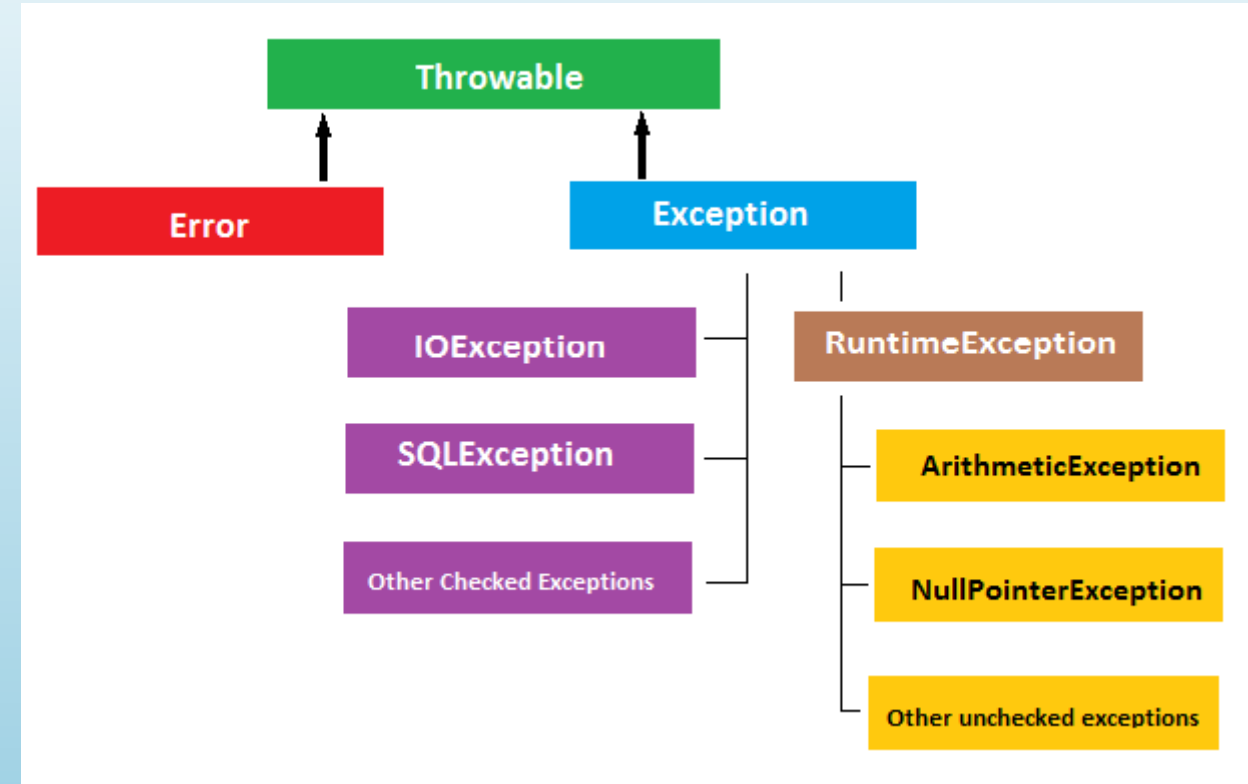 Throwable
Error
Exception
IOException
RuntimeException
SQLException
ArithmeticException
Other Checked Exceptions
NullPointerException
Other unchecked exceptions